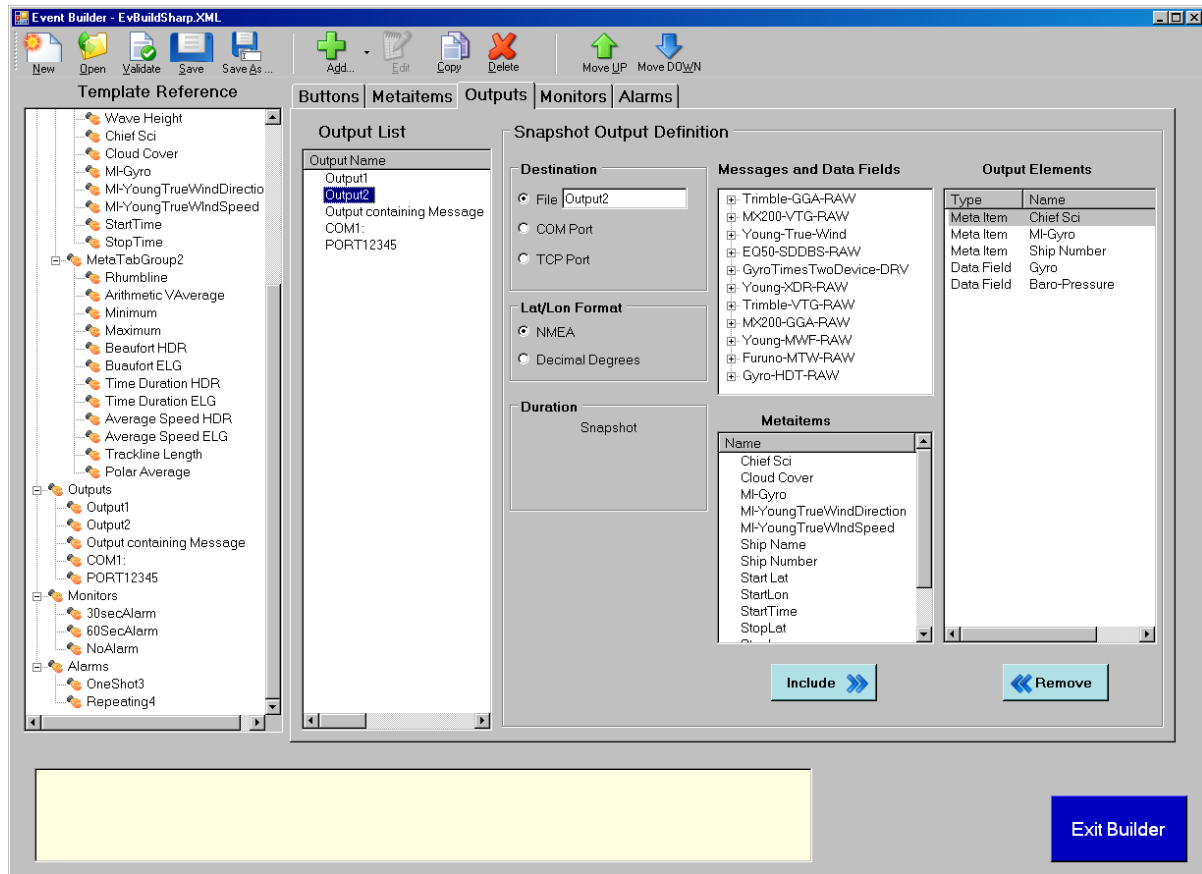 Event Builder - EvBuildSharp.XML
New
Open
Validate
Save
Save As ...
Add...
Edit
Copy
Delete
Move UP
Move DOWN
Template Reference
Wave Height
Chief Sci
Cloud Cover
MI-Gyro
MI-YoungTrueWindDirectio
MI-YoungTrueWIndSpeed
StartTime
StopTime
MetaTabGroup2
Rhumbline
Arithmetic VAverage
Minimum
Maximum
Beaufort HDR
Buaufort ELG
Time Duration HDR
Time Duration ELG
Average Speed HDR
Average Speed ELG
Trackline Length
Polar Average
Outputs
Output1
Output2
Output containing Message
COM1:
PORT12345
Monitors
30secAlarm
60SecAlarm
NoAlarm
Alarms
OneShot3
Repeating4
Buttons
Metaitems
Outputs
Monitors
Alarms
Output List
Output Name
Output1
Output2
Output containing Message
COM1:
PORT12345
Snapshot Output Definition
Destination
File Output2
COM Port
TCP Port
Lat/Lon Format
NMEA
Decimal Degrees
Duration
Snapshot
Messages and Data Fields
Trimble-GGA-RAW
MX200-VTG-RAW
Young-True-Wind
EQ50-SDDBS-RAW
GyroTimesTwoDevice-DRV
Young-XDR-RAW
Trimble-VTG-RAW
MX200-GGA-RAW
Young-MWF-RAW
Furuno-MTW-RAW
Gyro-HDT-RAW
Metaitems
Name
Chief Sci
Cloud Cover
MI-Gyro
MI-YoungTrueWindDirection
MI-YoungTrueWIndSpeed
Ship Name
Ship Number
Start Lat
StartLon
StartTime
StopLat
Include
Output Elements
Type Name
Meta Item Chief Sci
Meta Item MI-Gyro
Meta Item Ship Number
Data Field Gyro
Data Field Baro-Pressure
Remove
Exit Builder